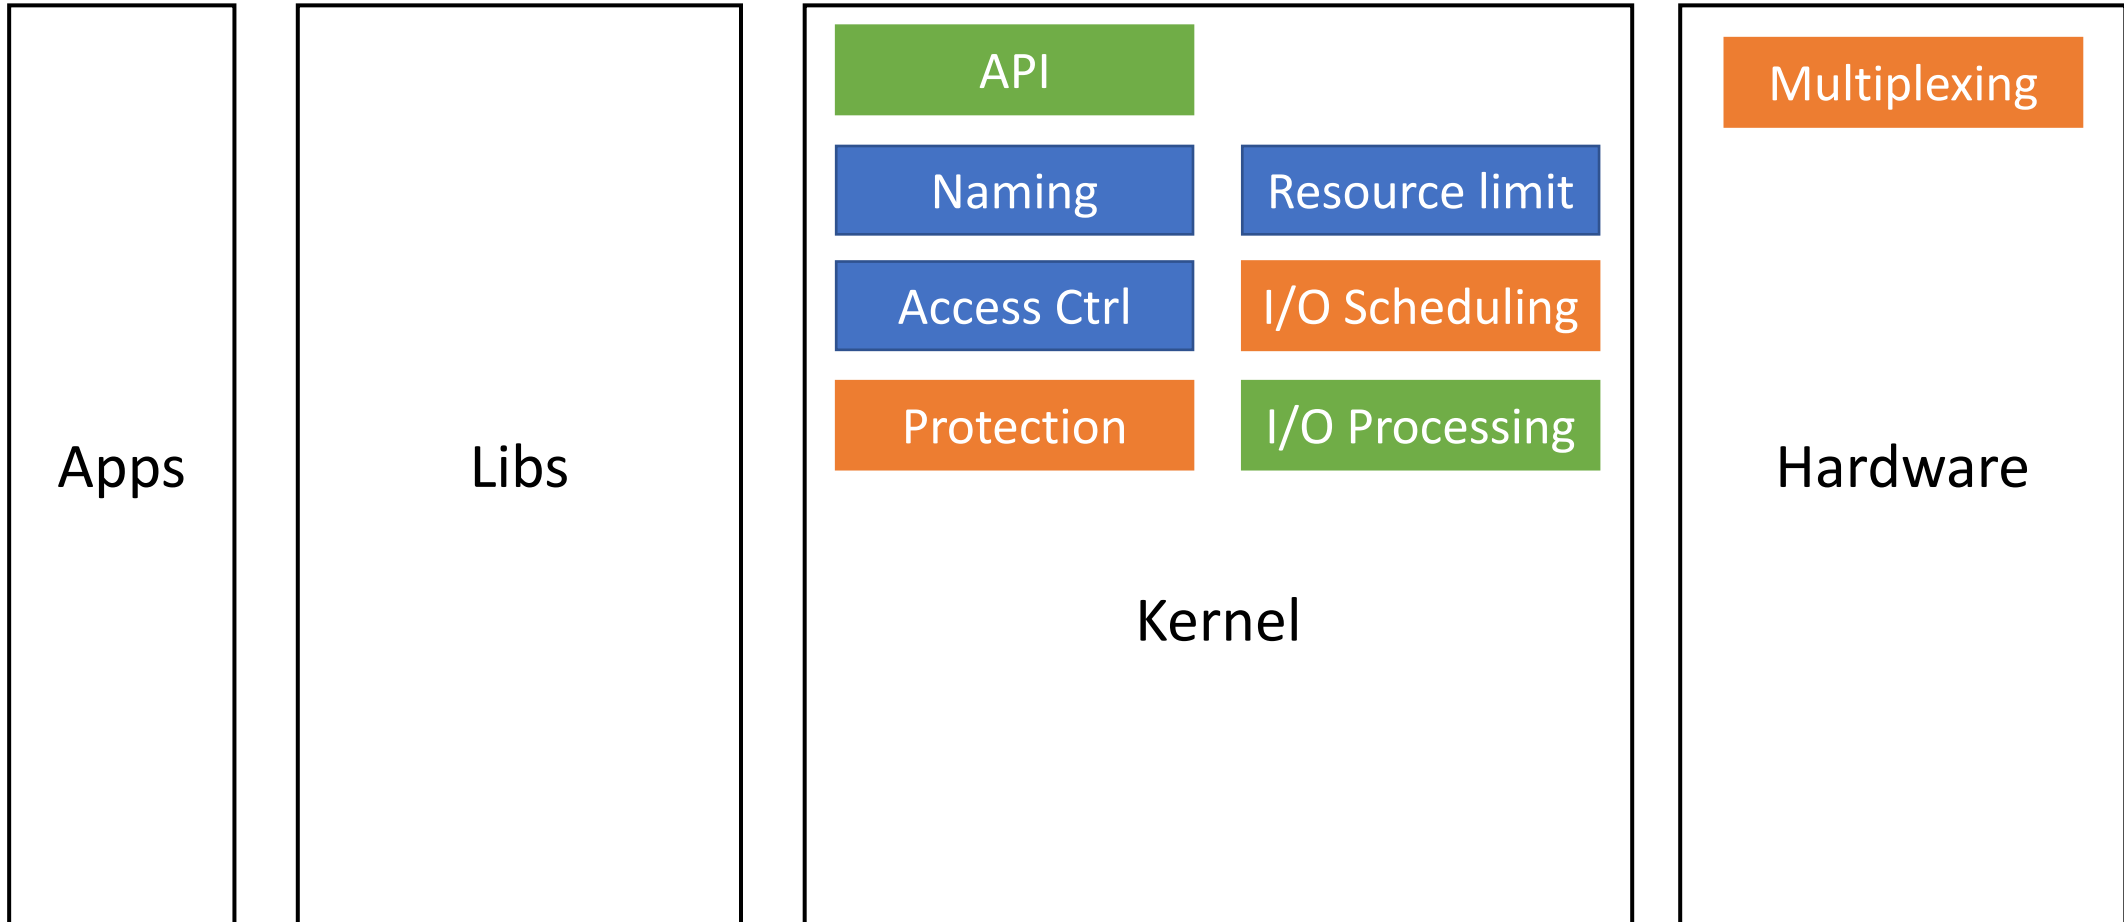 Apps
Libs
API
Naming
Resource limit
Access Ctrl
I/O Scheduling
Protection
I/O Processing
Kernel
Multiplexing
Hardware